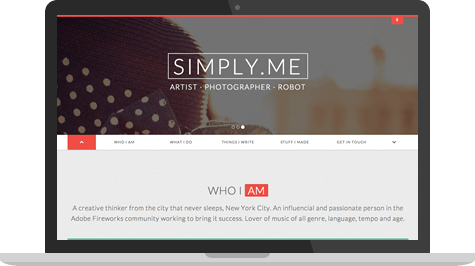 SIMPLY.ME
ARTIST · PHOTOGRAPHER · ROBOT
WHO I AM
WHAT I DO
THINGS I WRITE
STUFF I MADE
GET IN TOUCH
WHO I AM
A creative thinker from the city that never sleeps, New York City. An influencial and passionate person in the
Adobe Fireworks community working to bring it success. Lover of music of all genre, language, tempo and age.